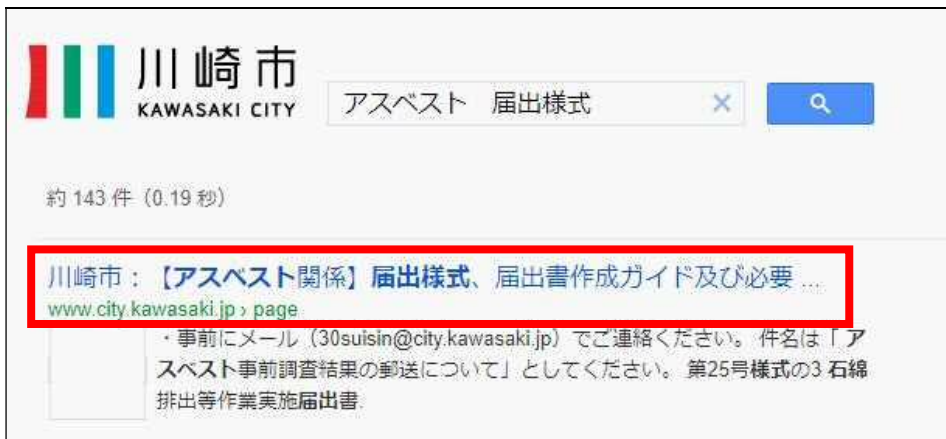 川崎市
KAWASAKI CITY
アスベスト　届出様式
約 143 件（0.19 秒）
川崎市：【アスベスト関係】届出様式、届出書作成ガイド及び必要 ...
www.city.kawasaki.jp › page
・事前にメール（30suisin@city.kawasaki.jp）でご連絡ください。 件名は「 ア
スベスト事前調査結果の郵送について」としてください。 第25号様式の3 石綿
排出等作業実施届出書.